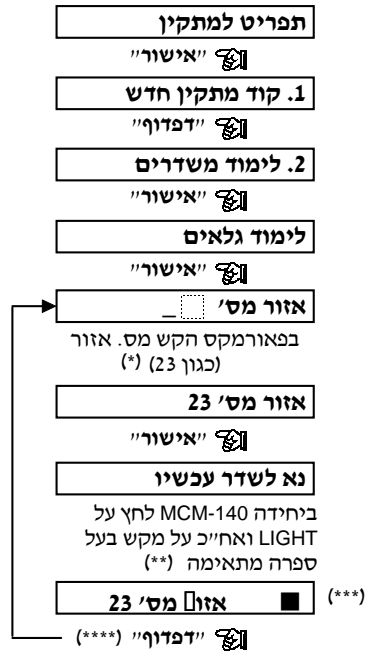 תפריט למתקין
״אישור״
1. קוד מתקין חדש
״דפדוף״
2. לימוד משדרים
״אישור״
לימוד גלאים
״אישור״
אזור מס׳ _
בפאורמקס הקש מס. אזור
(כגון 23) (*)
אזור מס׳ 23
״אישור״
נא לשדר עכשיו
ביחידה MCM-140 לחץ על
LIGHT ואח״כ על מקש בעל
ספרה מתאימה (**)
■ אזו▯ מס׳ 23 (***)
״דפדוף״ (****)